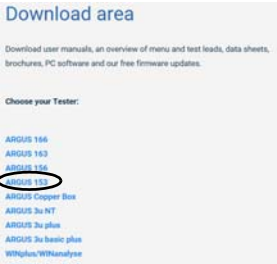 Download area
Download user manuals, an overview of menu and test leads, data sheets,
brochures, PC software and our free firmware updates.
Choose your Tester:
ARGUS 166
ARGUS 163
ARGUS 156
ARGUS 153
ARGUS Copper Box
ARGUS 3u NT
ARGUS 3u plus
ARGUS 3u basic plus
WINplus/WINanalyse